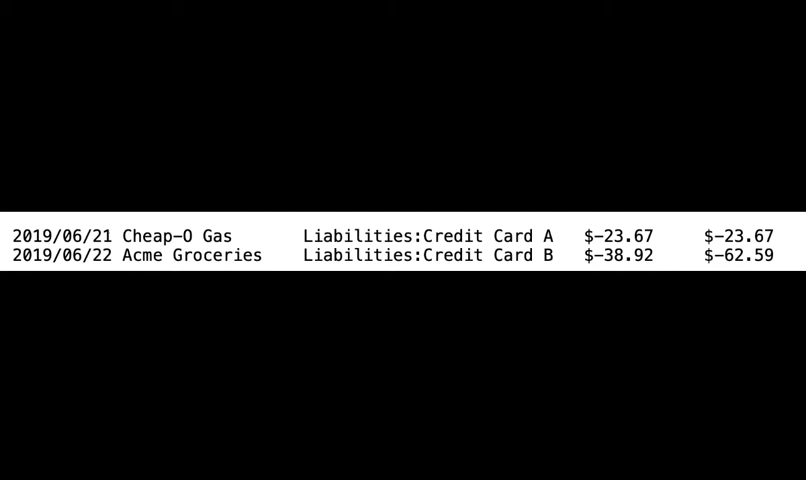 2019/06/21 Cheap-O Gas Liabilities:Credit Card A $-23.67 $-23.67
2019/06/22 Acme Groceries Liabilities:Credit Card B $-38.92 $-62.59